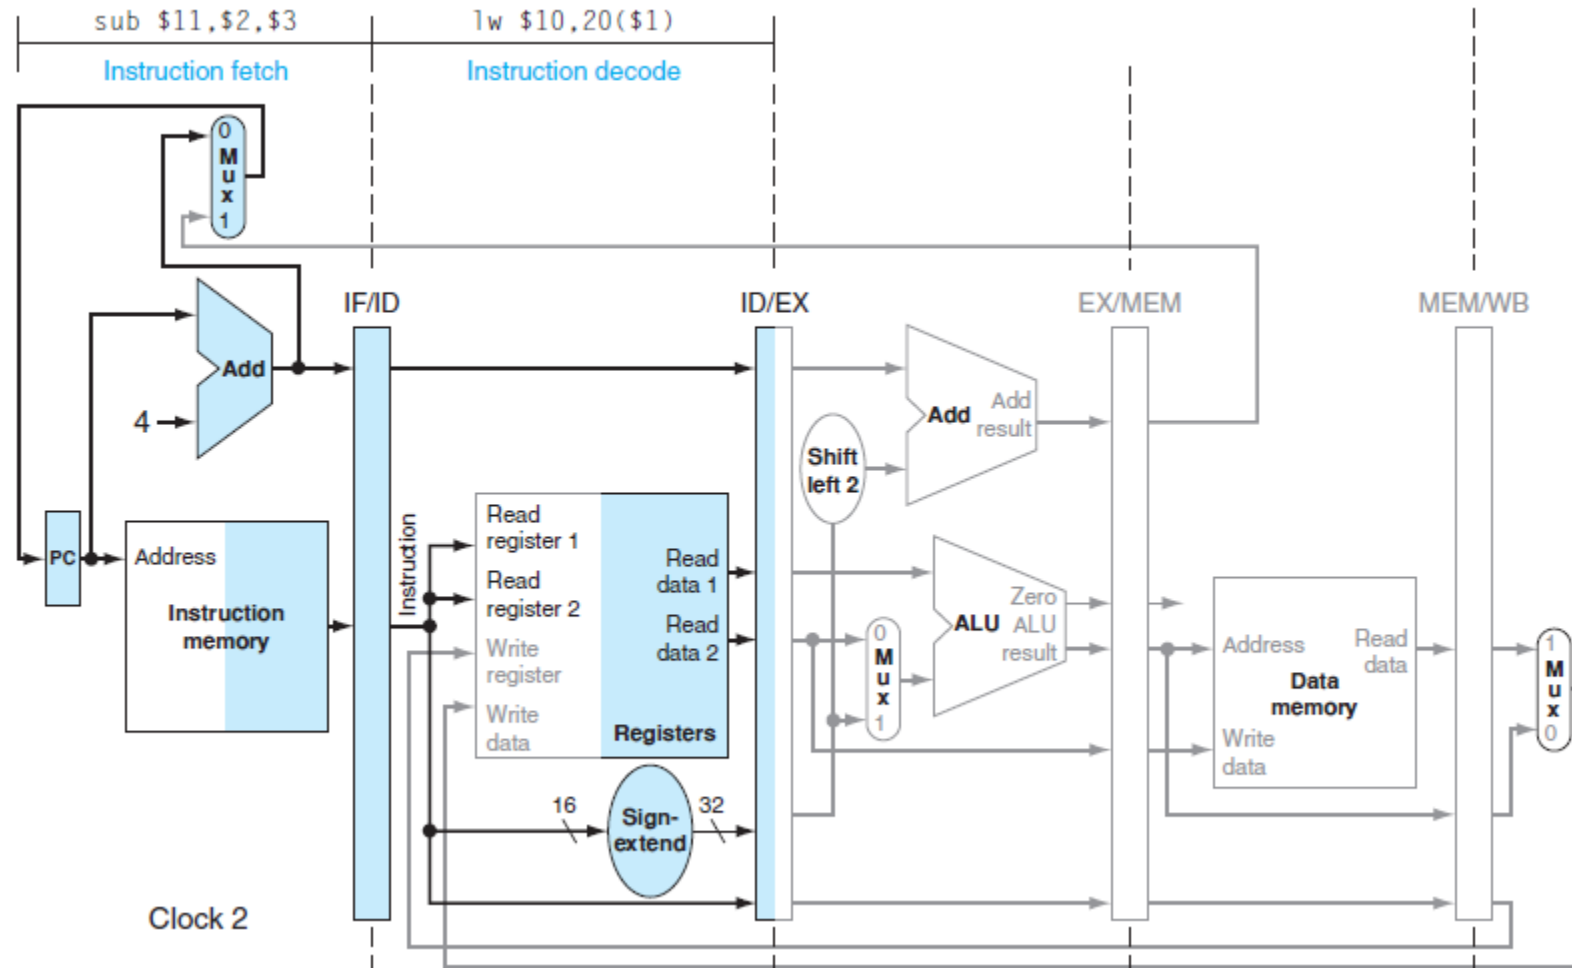 sub $11,$2,$3
lw $10,20($1)
Instruction fetch
Instruction decode
0
M
u
x
1
IF/ID
ID/EX
EX/MEM
MEM/WB
Add
4
Add
Add
result
Shift
left 2
PC
Address
Instruction
memory
Instruction
Read
register 1
Read
register 2
Write
register
Write
data
Read
data 1
Read
data 2
Registers
16
Sign-
extend
32
0
M
u
x
1
Zero
ALU
ALU
result
Address
Read
data
Data
memory
Write
data
1
M
u
x
0
Clock 2